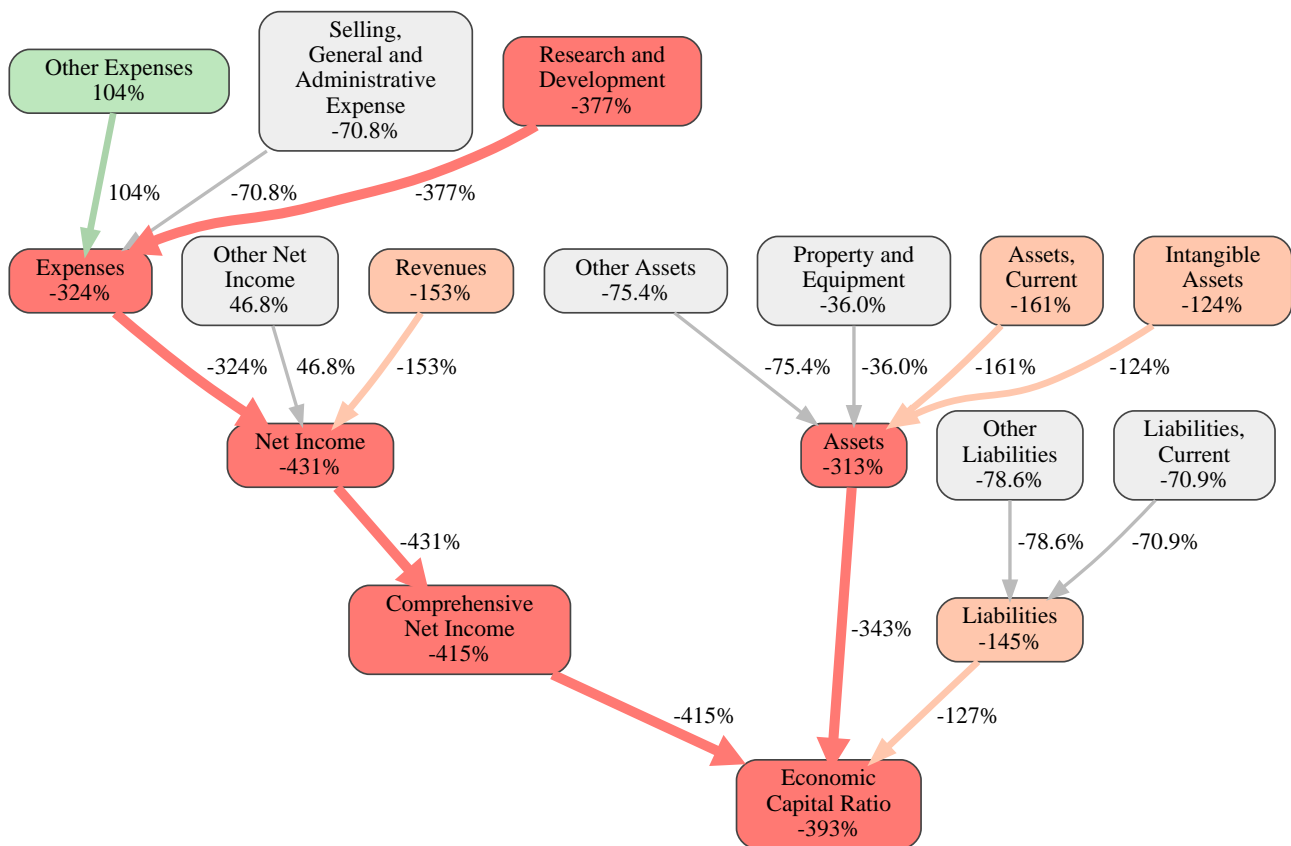 Other Expenses
104%
Selling,
General and
Administrative
Expense
-70.8%
Research and
Development
-377%
104%
-70.8%
-377%
Expenses
-324%
Other Net
Income
46.8%
Revenues
-153%
Other Assets
-75.4%
Property and
Equipment
-36.0%
Assets,
Current
-161%
Intangible
Assets
-124%
-324%
46.8%
-153%
-75.4%
-36.0%
-161%
-124%
Net Income
-431%
Assets
-313%
Other
Liabilities
-78.6%
Liabilities,
Current
-70.9%
-431%
-78.6%
-70.9%
Comprehensive
Net Income
-415%
-343%
Liabilities
-145%
-415%
-127%
Economic
Capital Ratio
-393%